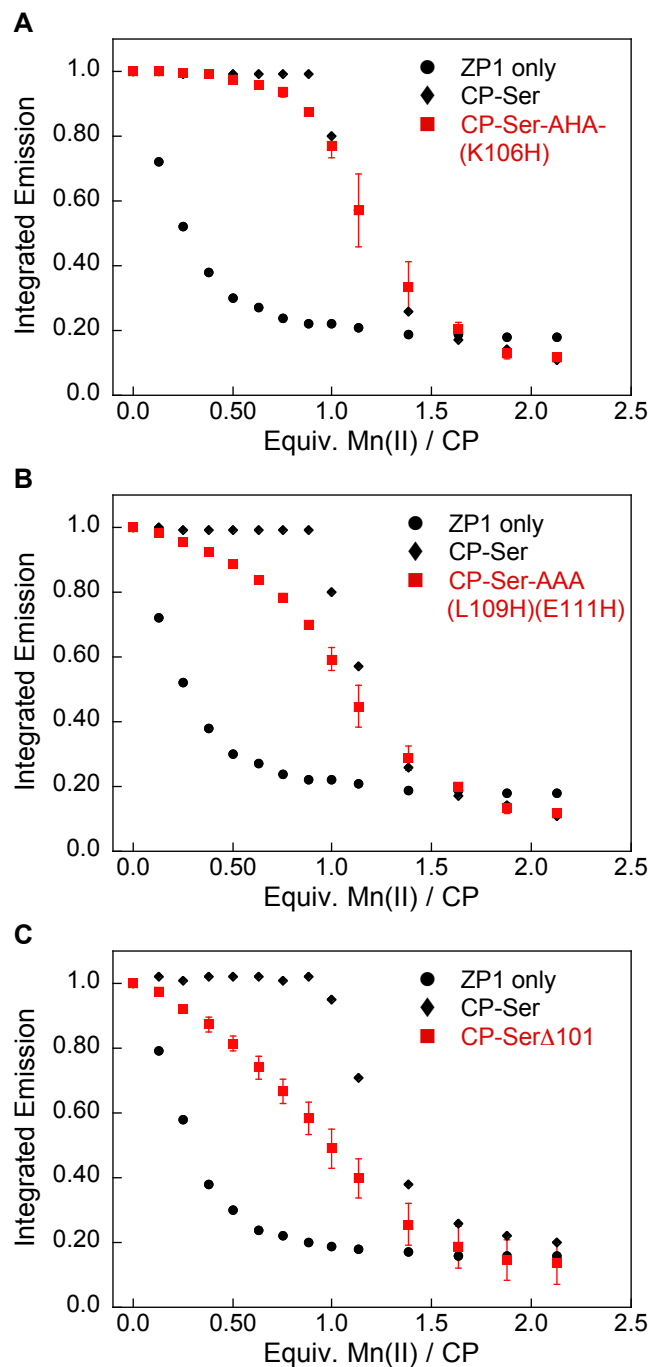 A
Integrated Emission
1.0
0.80
0.60
0.40
0.20
0.0
ZP1 only
CP-Ser
CP-Ser-AHA-
(K106H)
0.0 0.50 1.0 1.5 2.0 2.5
Equiv. Mn(II) / CP
B
Integrated Emission
1.0
0.80
0.60
0.40
0.20
0.0
ZP1 only
CP-Ser
CP-Ser-AAA
(L109H)(E111H)
0.0 0.50 1.0 1.5 2.0 2.5
Equiv. Mn(II) / CP
C
Integrated Emission
1.0
0.80
0.60
0.40
0.20
0.0
ZP1 only
CP-Ser
CP-SerΔ101
0.0 0.50 1.0 1.5 2.0 2.5
Equiv. Mn(II) / CP